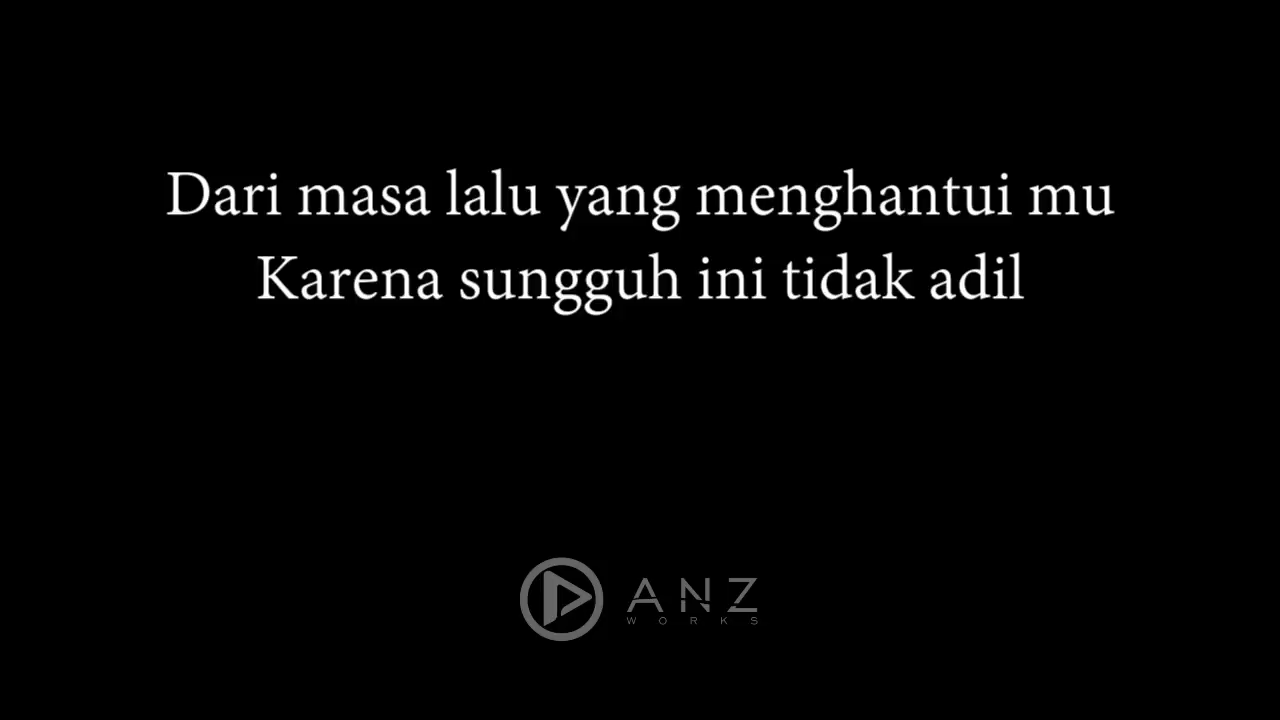 Dari masa lalu yang menghantui mu
Karena sungguh ini tidak adil
ANZ
WORKS